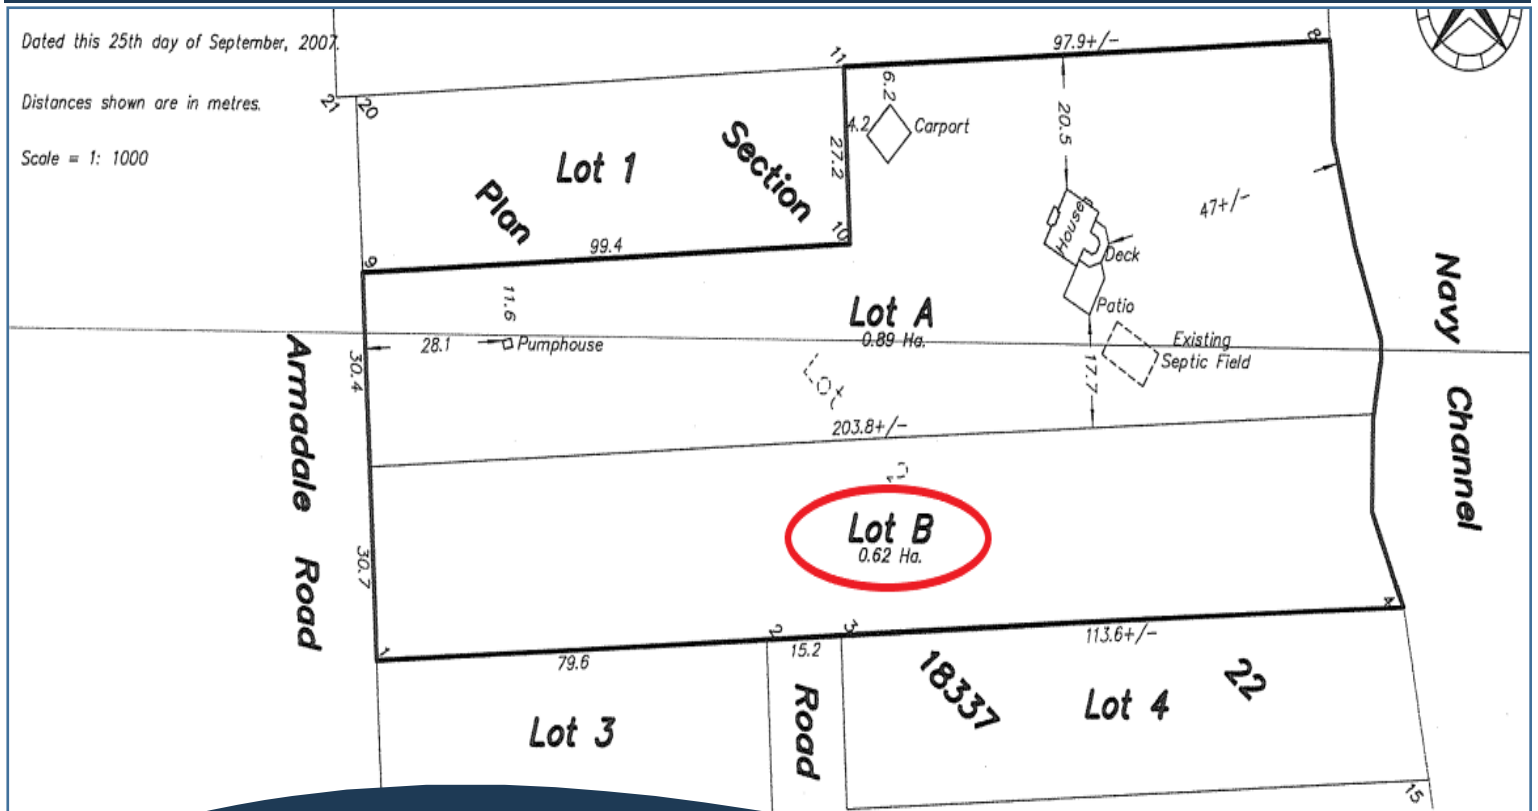 Dated this 25th day of September, 2007.
Distances shown are in metres.
Scale = 1: 1000
21
20
11
97.9+/-
8
6.2
4.2
Carport
27.2
20.5
Lot 1
Section
Plan
10
99.4
9
House
47+/-
Deck
Patio
11.6
Lot A
0.89 Ha.
28.1
Pumphouse
Existing
Septic Field
17.7
Navy Channel
30.4
Lot
203.8+/-
Armadale Road
2
Lot B
0.62 Ha.
30.7
1
79.6
2
15.2
3
113.6+/-
4
18337
22
Lot 3
Road
Lot 4
15